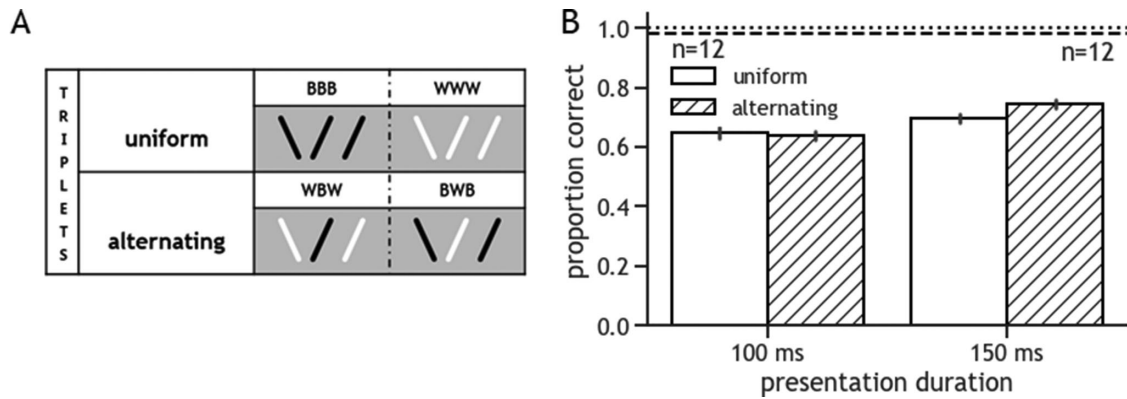 A
TRIPLETS
uniform
BBB
WWW
alternating
WBW
BWB
B
proportion correct
1.0
0.8
0.6
0.4
0.2
0.0
n=12
n=12
uniform
alternating
100 ms
150 ms
presentation duration